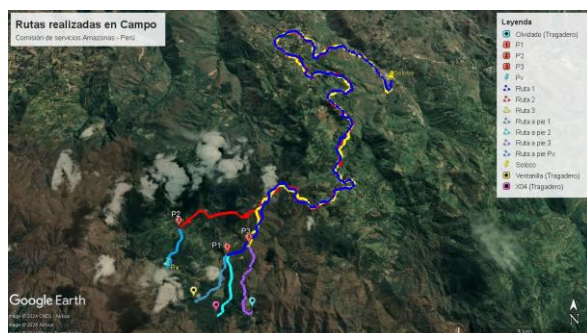 Rutas realizadas en Campo
Comisión de servicios Amazonas - Perú
Leyenda
Olvidado (Tragadero)
P1
P2
P3
Px
Ruta 1
Ruta 2
Ruta 3
Ruta a pie 1
Ruta a pie 2
Ruta a pie 3
Ruta a pie Px
Soloco
Ventanilla (Tragadero)
X04 (Tragadero)
Soloco
P2
P3
P1
Px
Google Earth
N